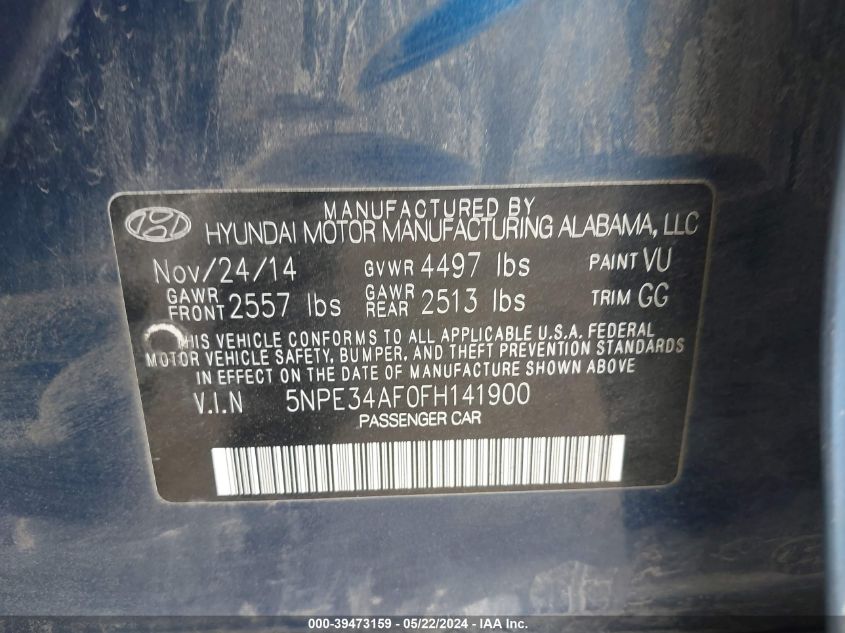 MANUFACTURED BY
HYUNDAI MOTOR MANUFACTURING ALABAMA, LLC
Nov/24/14 GVWR 4497 lbs PAINT VU
GAWR FRONT 2557 lbs GAWR REAR 2513 lbs TRIM GG
THIS VEHICLE CONFORMS TO ALL APPLICABLE U.S.A. FEDERAL
MOTOR VEHICLE SAFETY, BUMPER, AND THEFT PREVENTION STANDARDS
IN EFFECT ON THE DATE OF MANUFACTURE SHOWN ABOVE.
V.I.N 5NPE34AF0FH141900
PASSENGER CAR
000-39473159 - 05/22/2024 - IAA Inc.